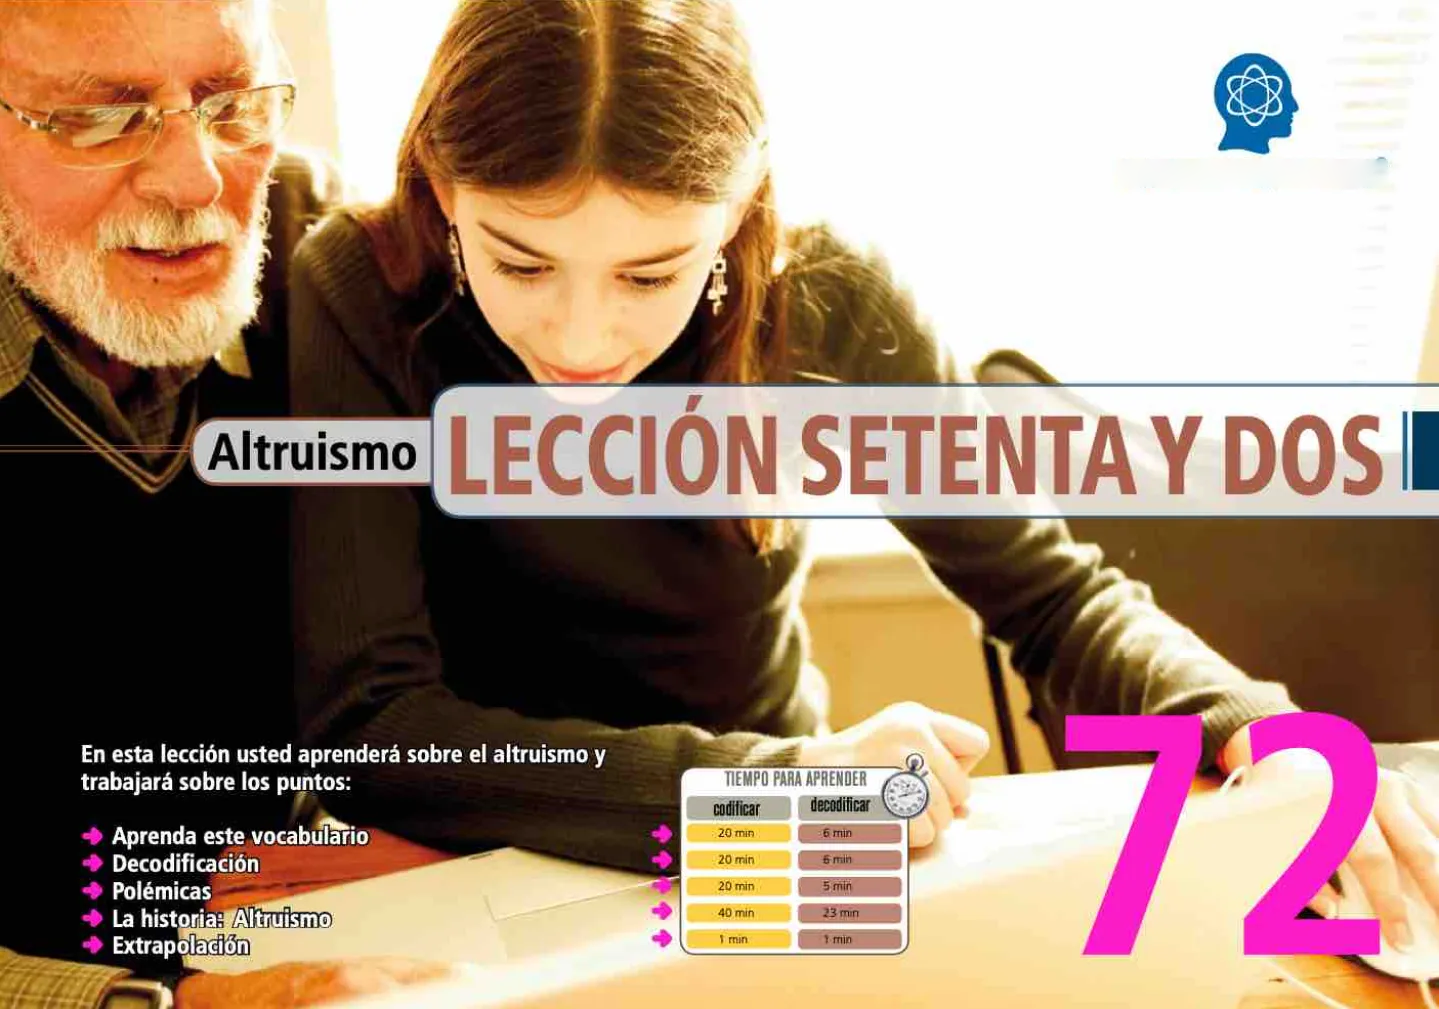 Altruismo
LECCIÓN SETENTA Y DOS
En esta lección usted aprenderá sobre el altruismo y
trabajará sobre los puntos:
Aprenda este vocabulario
Decodificación
Polémicas
La historia: Altruismo
Extrapolación
TIEMPO PARA APRENDER
codificar decodificar
20 min 6 min
20 min 6 min
20 min 5 min
40 min 23 min
1 min 1 min
72